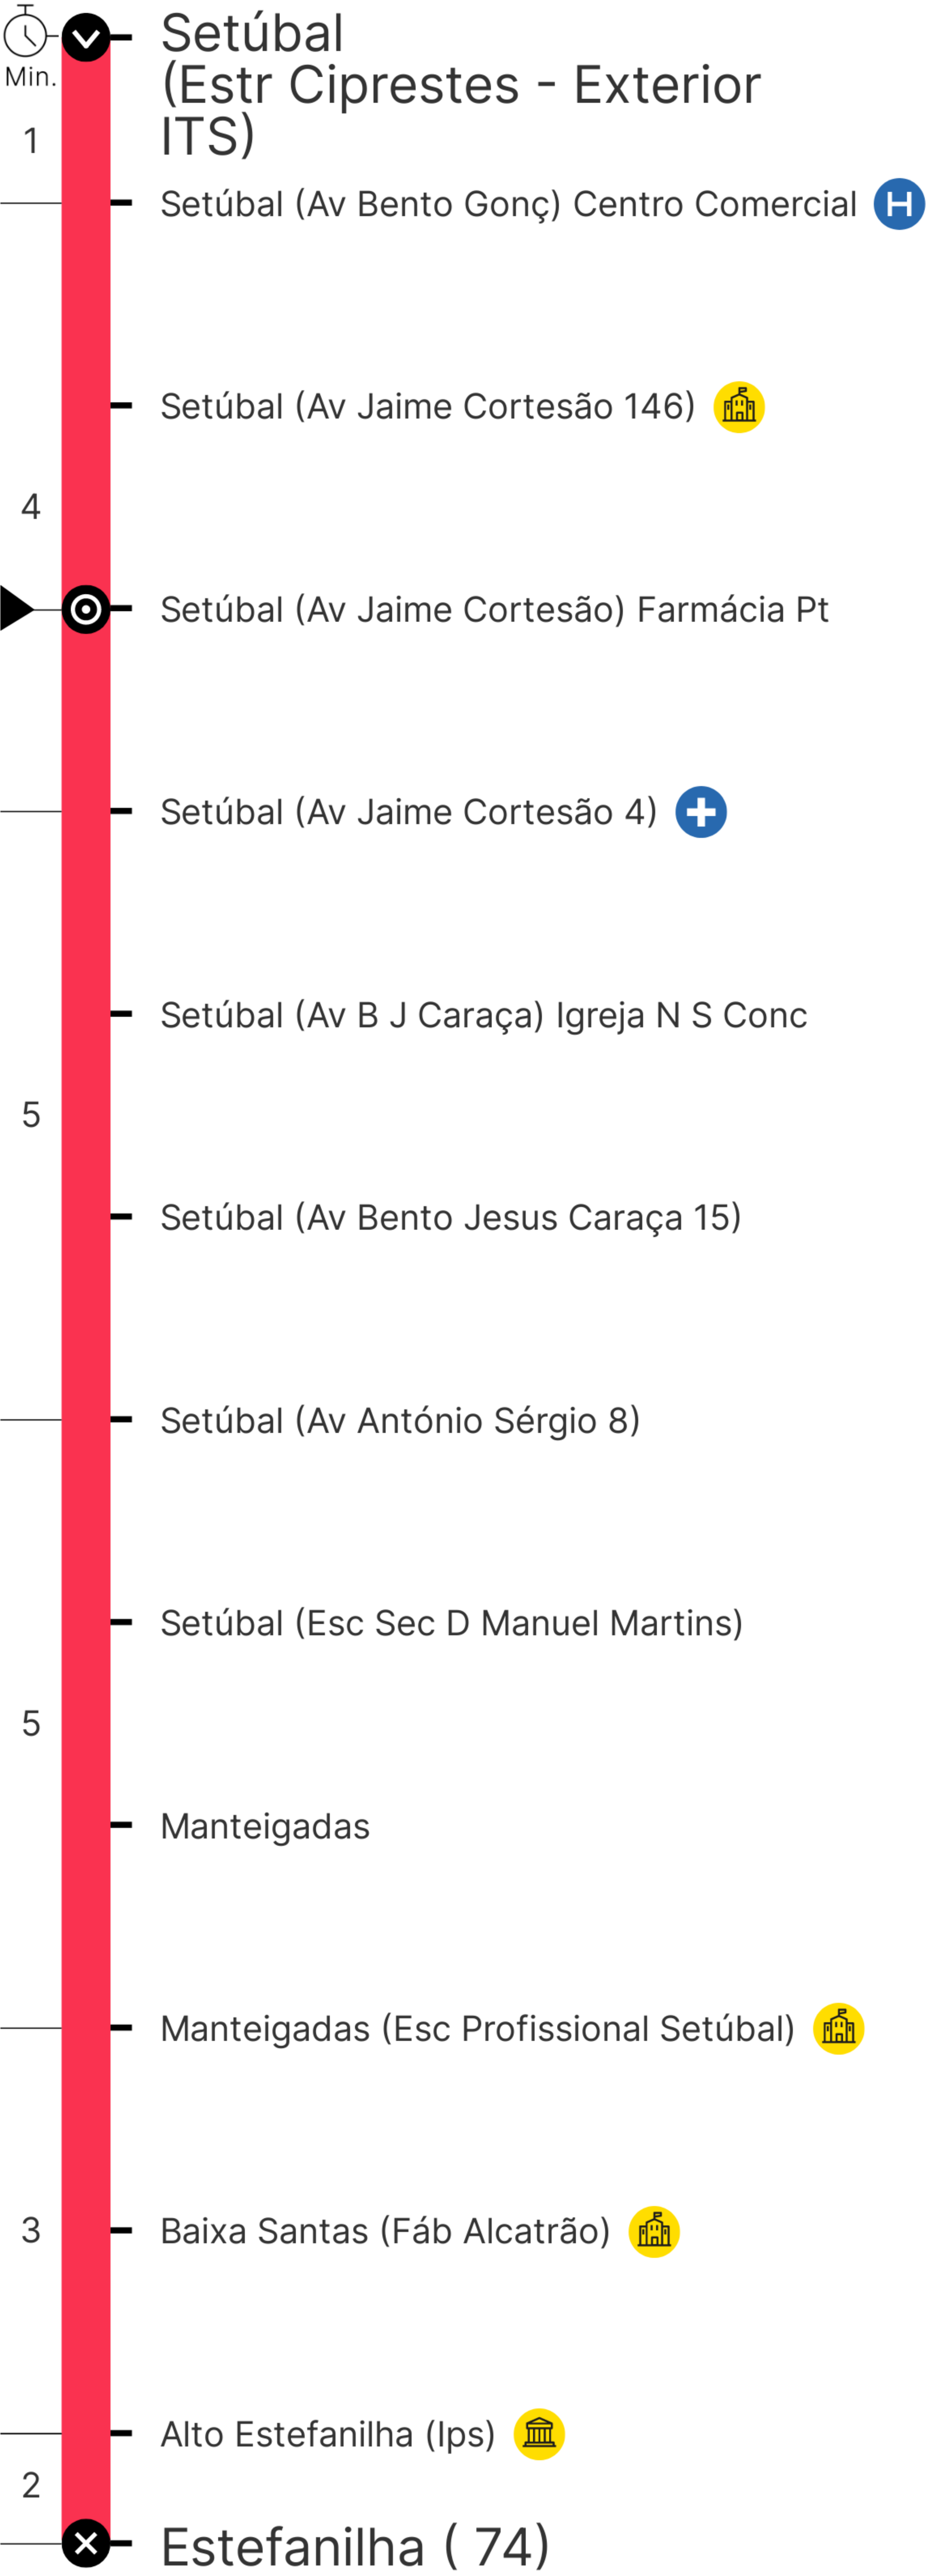 Setúbal
(Estr Ciprestes - Exterior
ITS)
Min.
1
Setúbal (Av Bento Gonç) Centro Comercial H
Setúbal (Av Jaime Cortesão 146)
4
Setúbal (Av Jaime Cortesão) Farmácia Pt
Setúbal (Av Jaime Cortesão 4)
Setúbal (Av B J Caraça) Igreja N S Conc
5
Setúbal (Av Bento Jesus Caraça 15)
Setúbal (Av António Sérgio 8)
Setúbal (Esc Sec D Manuel Martins)
5
Manteigadas
Manteigadas (Esc Profissional Setúbal)
3
Baixa Santas (Fáb Alcatrão)
Alto Estefanilha (Ips)
2
Estefanilha ( 74)